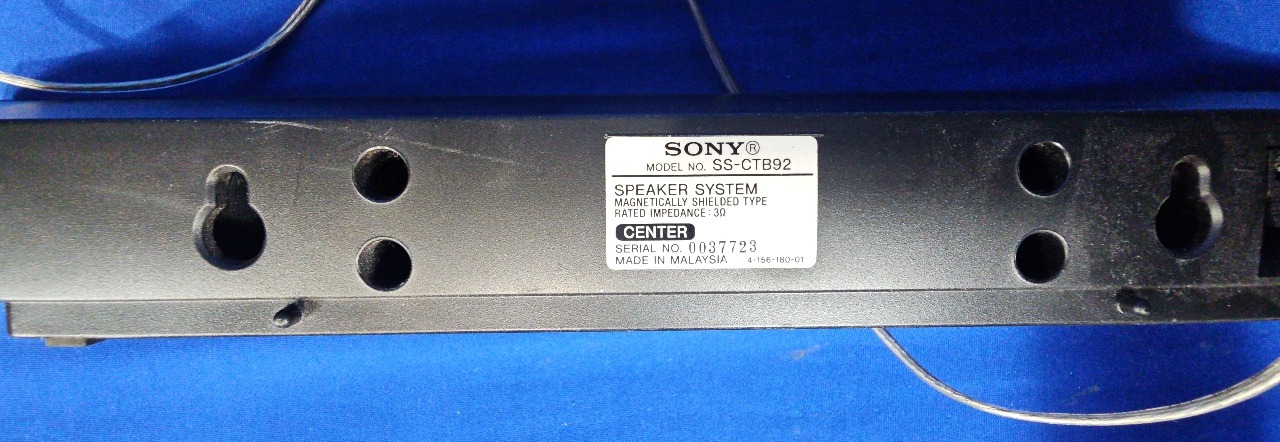 SONY®
MODEL NO. SS-CTB92
SPEAKER SYSTEM
MAGNETICALLY SHIELDED TYPE
RATED IMPEDANCE: 3Ω
CENTER
SERIAL NO. 0037723
MADE IN MALAYSIA 4-156-180-01